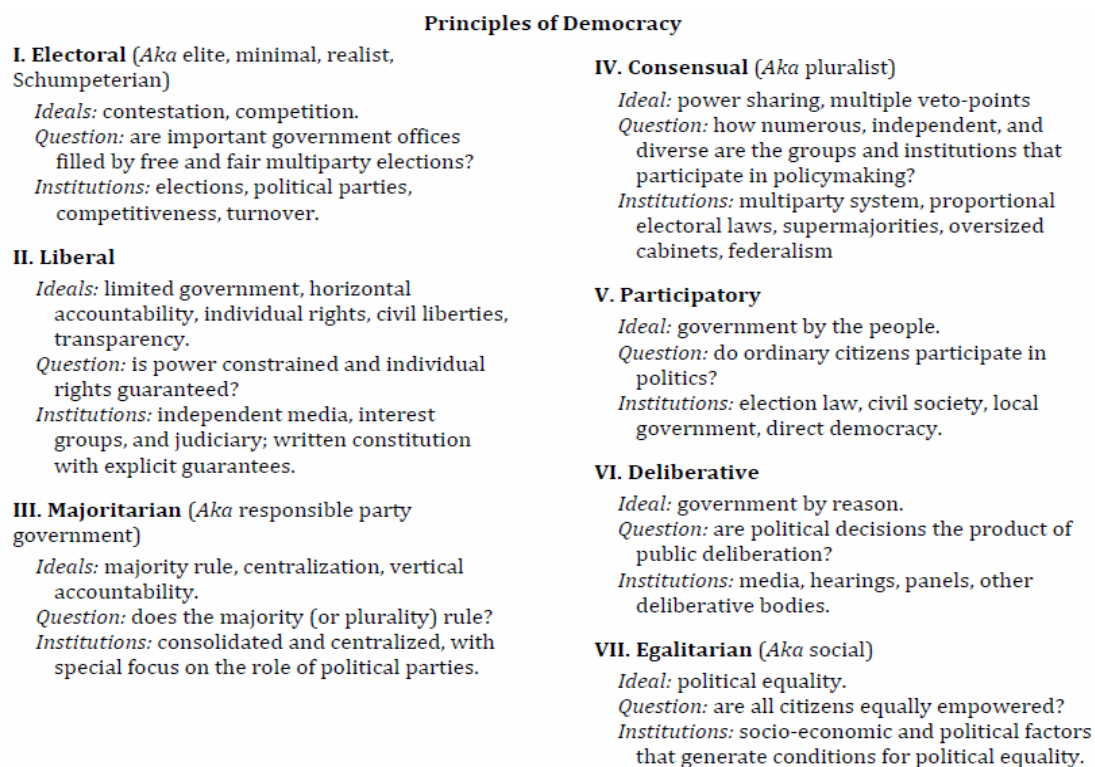 Principles of Democracy
I. Electoral (Aka elite, minimal, realist,
Schumpeterian)
Ideals: contestation, competition.
Question: are important government offices
filled by free and fair multiparty elections?
Institutions: elections, political parties,
competitiveness, turnover.
II. Liberal
Ideals: limited government, horizontal
accountability, individual rights, civil liberties,
transparency.
Question: is power constrained and individual
rights guaranteed?
Institutions: independent media, interest
groups, and judiciary; written constitution
with explicit guarantees.
III. Majoritarian (Aka responsible party
government)
Ideals: majority rule, centralization, vertical
accountability.
Question: does the majority (or plurality) rule?
Institutions: consolidated and centralized, with
special focus on the role of political parties.
IV. Consensual (Aka pluralist)
Ideal: power sharing, multiple veto-points
Question: how numerous, independent, and
diverse are the groups and institutions that
participate in policymaking?
Institutions: multiparty system, proportional
electoral laws, supermajorities, oversized
cabinets, federalism
V. Participatory
Ideal: government by the people.
Question: do ordinary citizens participate in
politics?
Institutions: election law, civil society, local
government, direct democracy.
VI. Deliberative
Ideal: government by reason.
Question: are political decisions the product of
public deliberation?
Institutions: media, hearings, panels, other
deliberative bodies.
VII. Egalitarian (Aka social)
Ideal: political equality.
Question: are all citizens equally empowered?
Institutions: socio-economic and political factors
that generate conditions for political equality.